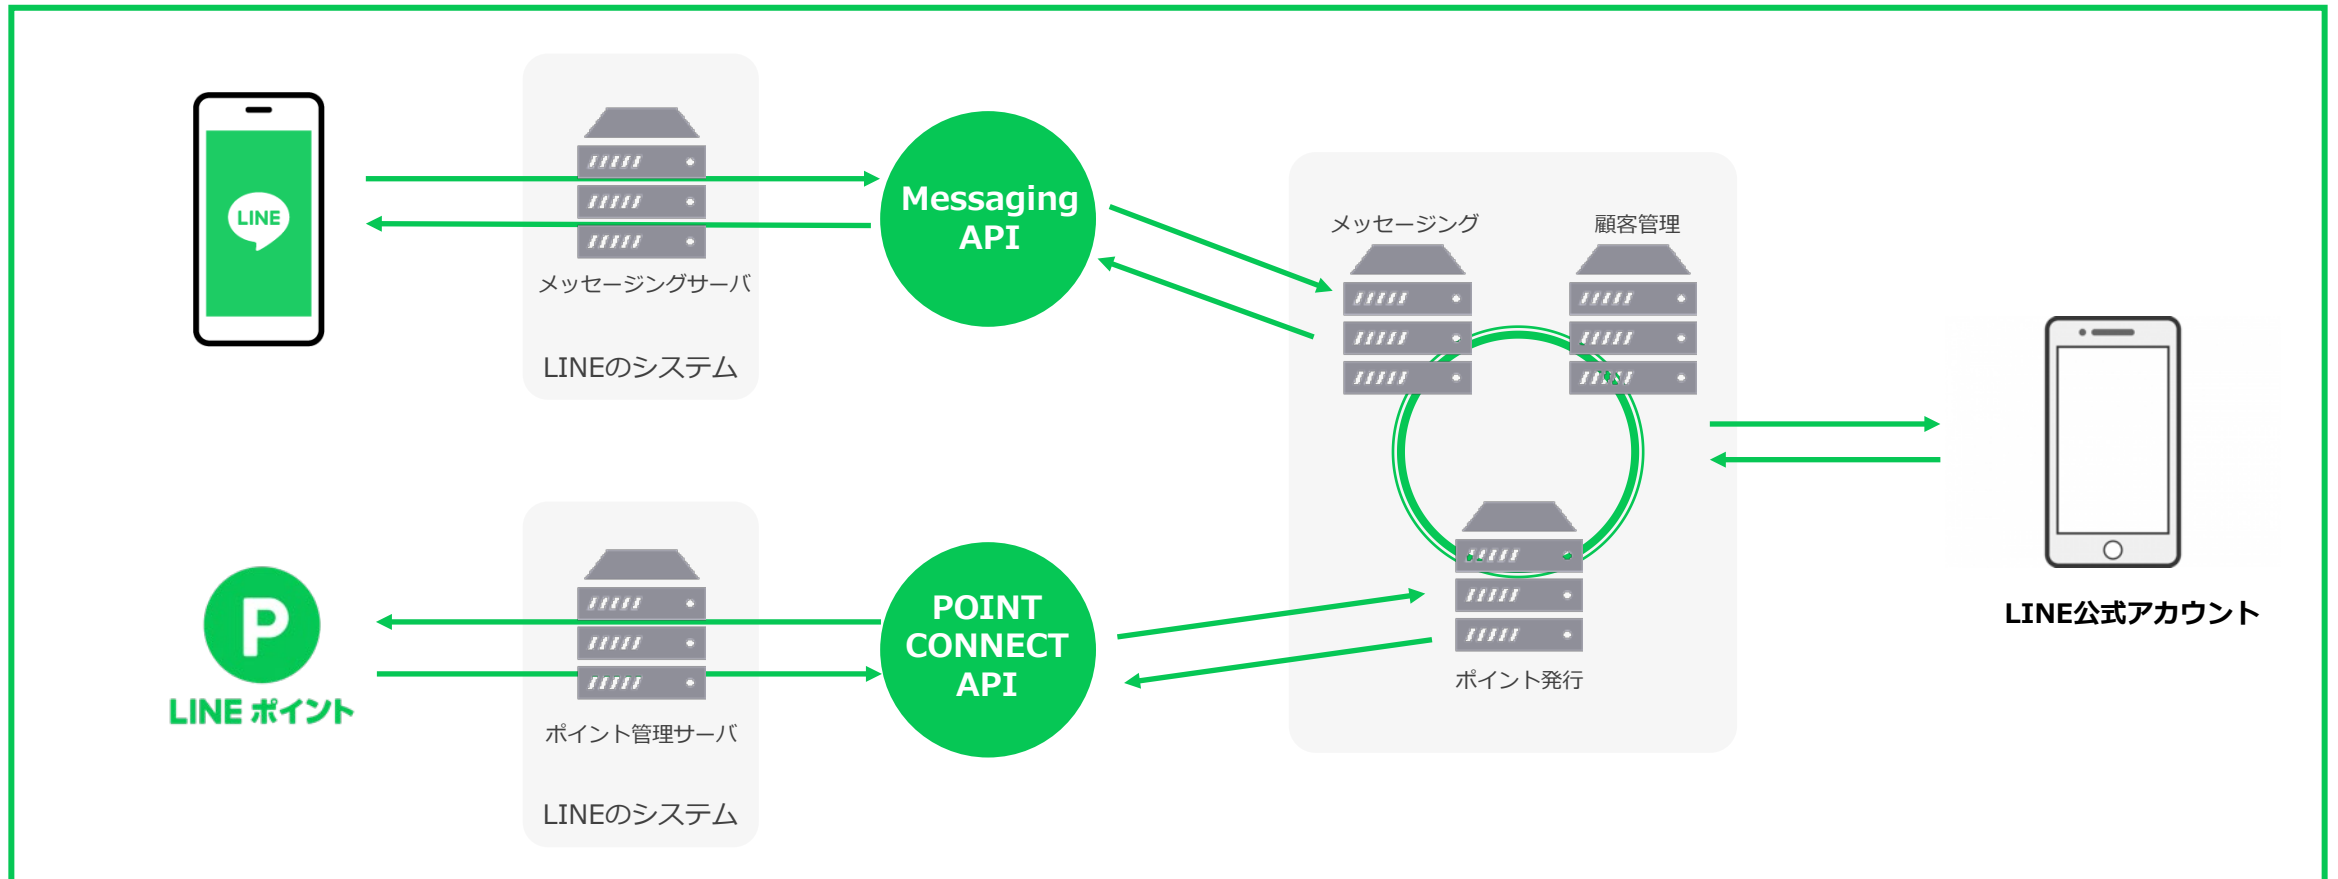 LINE
メッセージングサーバ
LINEのシステム
Messaging
API
メッセージング
顧客管理
LINE ポイント
P
ポイント管理サーバ
LINEのシステム
POINT
CONNECT
API
ポイント発行
LINE公式アカウント